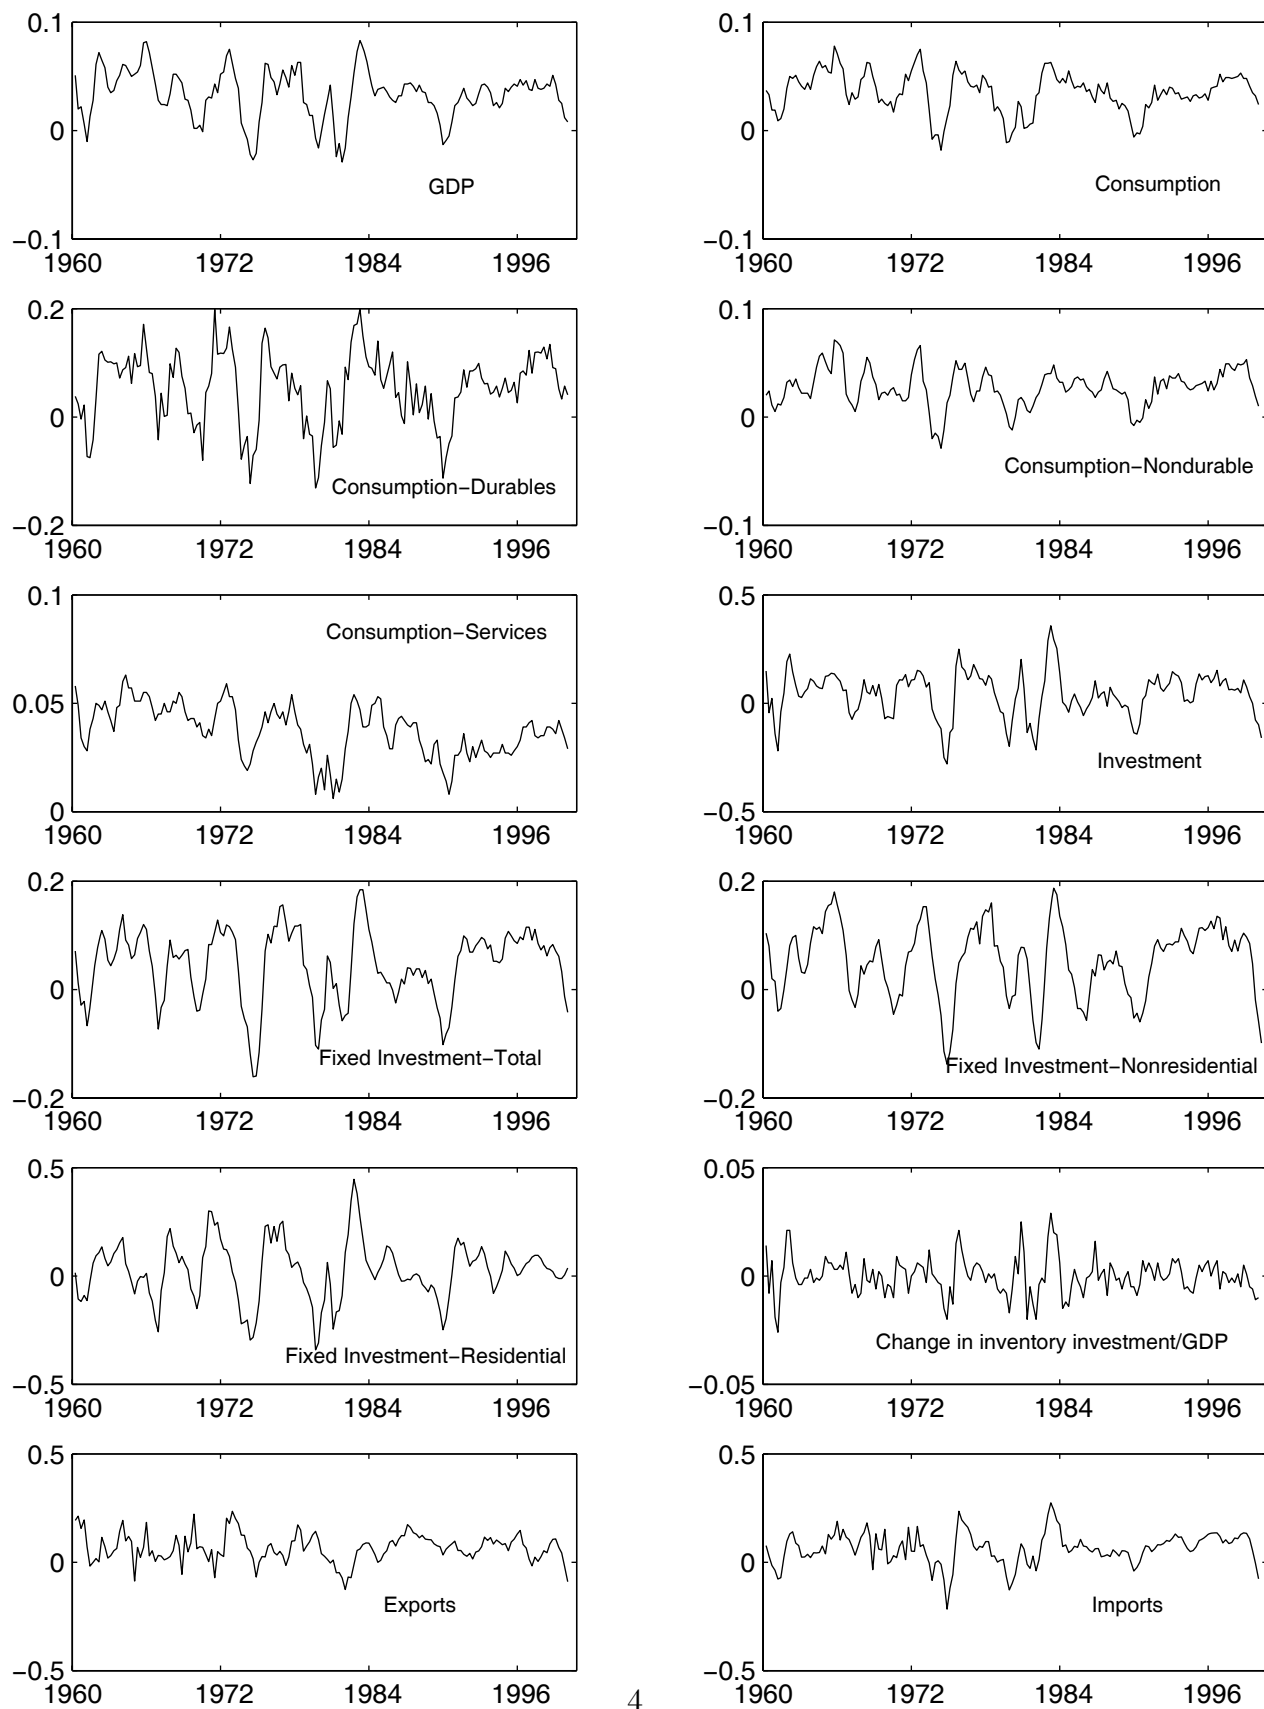 0.1
0
−0.1
1960 1972 1984 1996
GDP
0.1
0
−0.1
1960 1972 1984 1996
Consumption
0.2
0
−0.2
1960 1972 1984 1996
Consumption−Durables
0.1
0
−0.1
1960 1972 1984 1996
Consumption−Nondurable
0.1
0.05
0
1960 1972 1984 1996
Consumption−Services
0.5
0
−0.5
1960 1972 1984 1996
Investment
0.2
0
−0.2
1960 1972 1984 1996
Fixed Investment−Total
0.2
0
−0.2
1960 1972 1984 1996
Fixed Investment−Nonresidential
0.5
0
−0.5
1960 1972 1984 1996
Fixed Investment−Residential
0.05
0
−0.05
1960 1972 1984 1996
Change in inventory investment/GDP
0.5
0
−0.5
1960 1972 1984 1996
Exports
0.5
0
−0.5
1960 1972 1984 1996
Imports
4